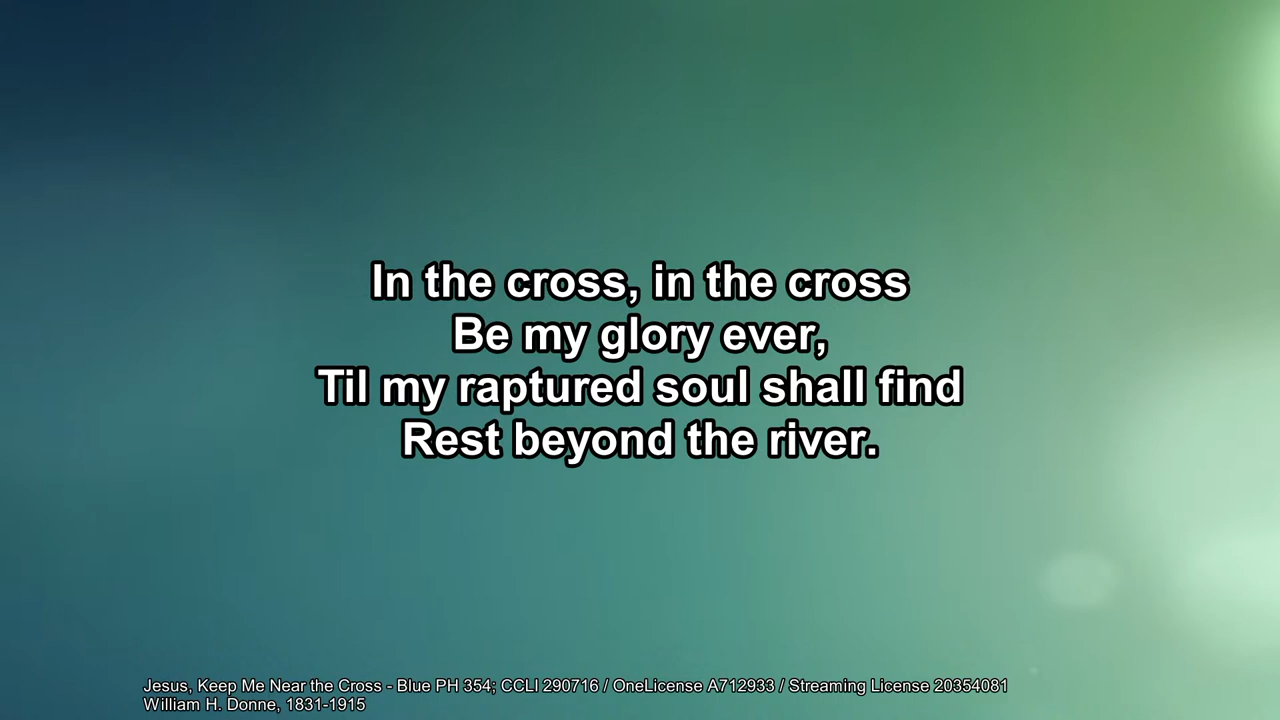 In the cross, in the cross
Be my glory ever,
Til my raptured soul shall find
Rest beyond the river.
Jesus, Keep Me Near the Cross - Blue PH 354; CCLI 290716 / OneLicense A712933 / Streaming License 20354081
William H. Donne, 1831-1915